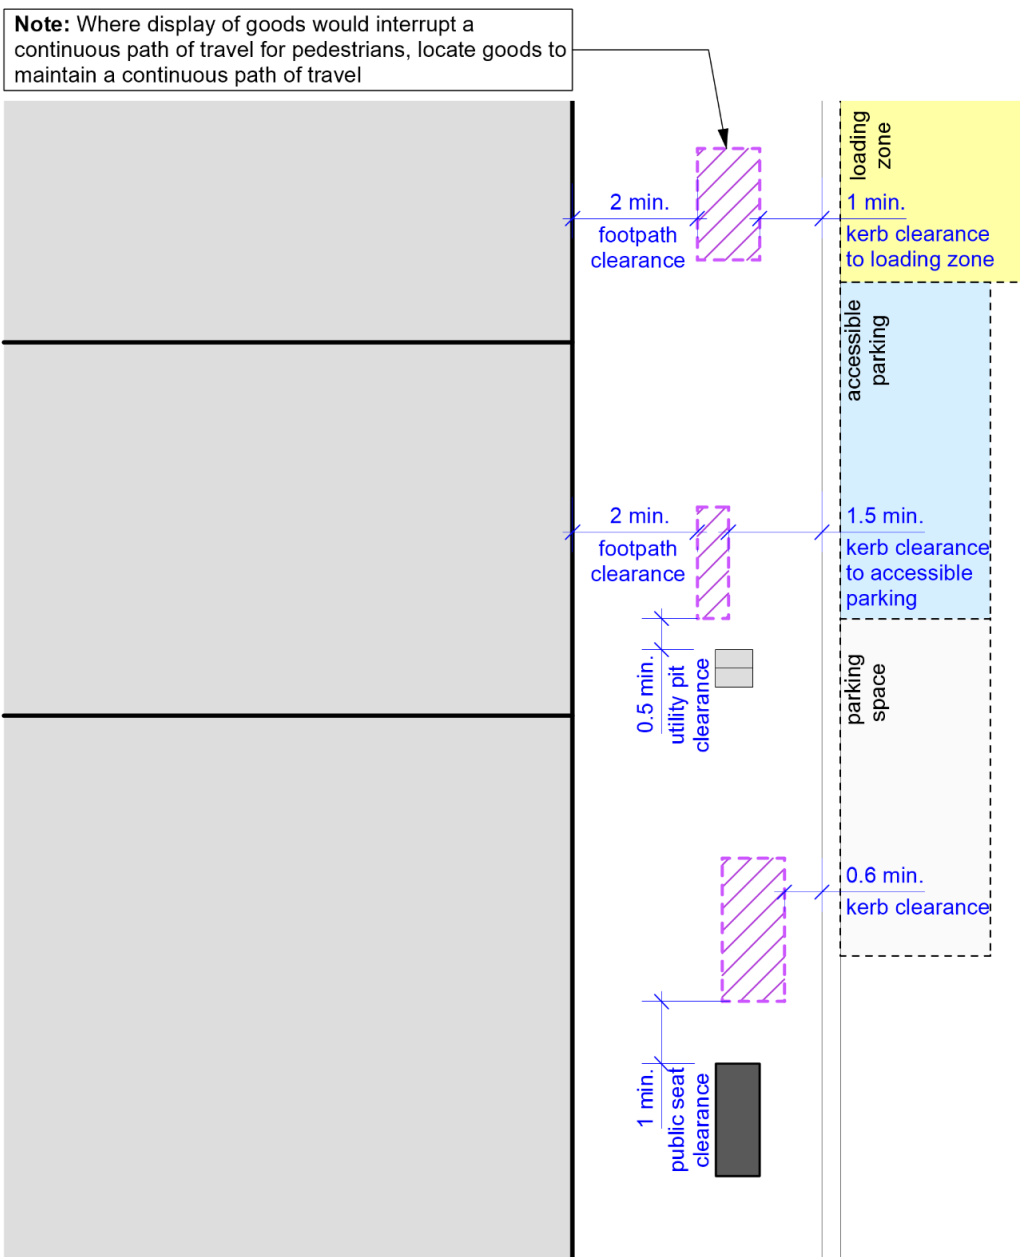 Note: Where display of goods would interrupt a
continuous path of travel for pedestrians, locate goods to
maintain a continuous path of travel
loading
zone
2 min.
footpath
clearance
1 min.
kerb clearance
to loading zone
accessible
parking
2 min.
footpath
clearance
1.5 min.
kerb clearance
to accessible
parking
0.5 min.
utility pit
clearance
parking
space
0.6 min.
kerb clearance
1 min.
public seat
clearance